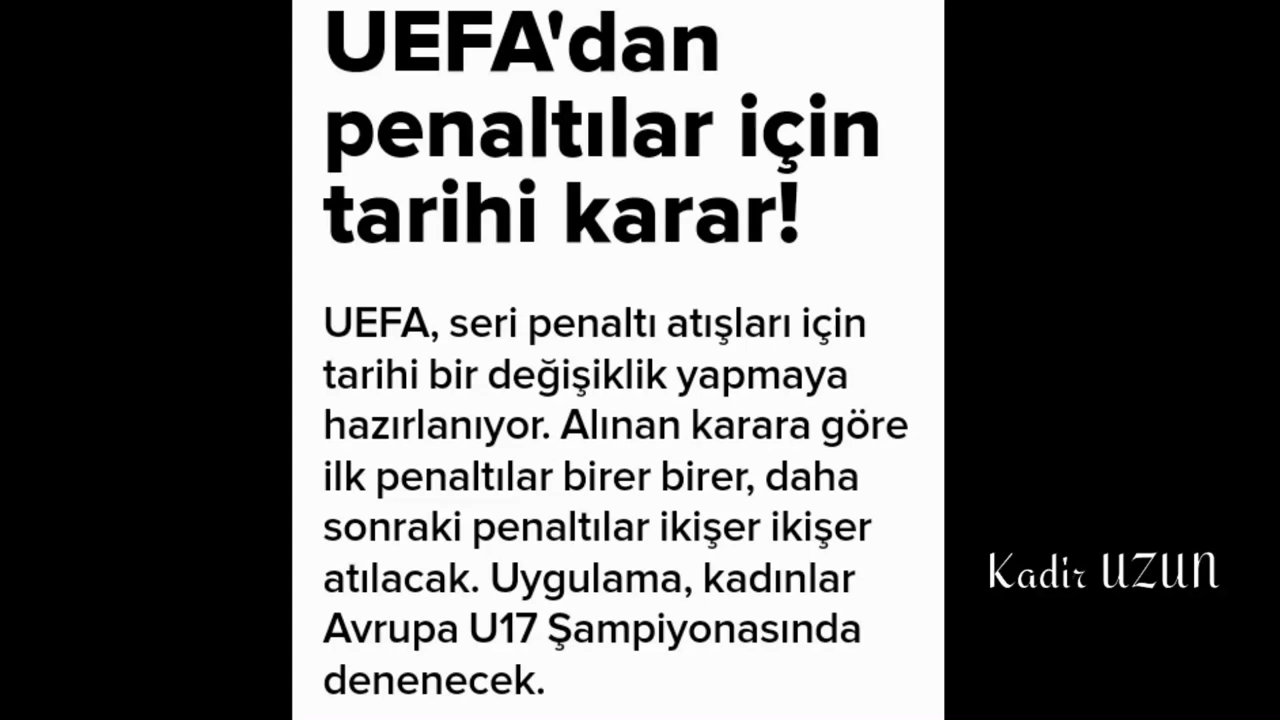 UEFA'dan
penaltılar için
tarihi karar!
UEFA, seri penaltı atışları için
tarihi bir değişiklik yapmaya
hazırlanıyor. Alınan karara göre
ilk penaltılar birer birer, daha
sonraki penaltılar ikişer ikişer
atılacak. Uygulama, kadınlar
Avrupa U17 Şampiyonasında
denenecek.
Kadir UZUN